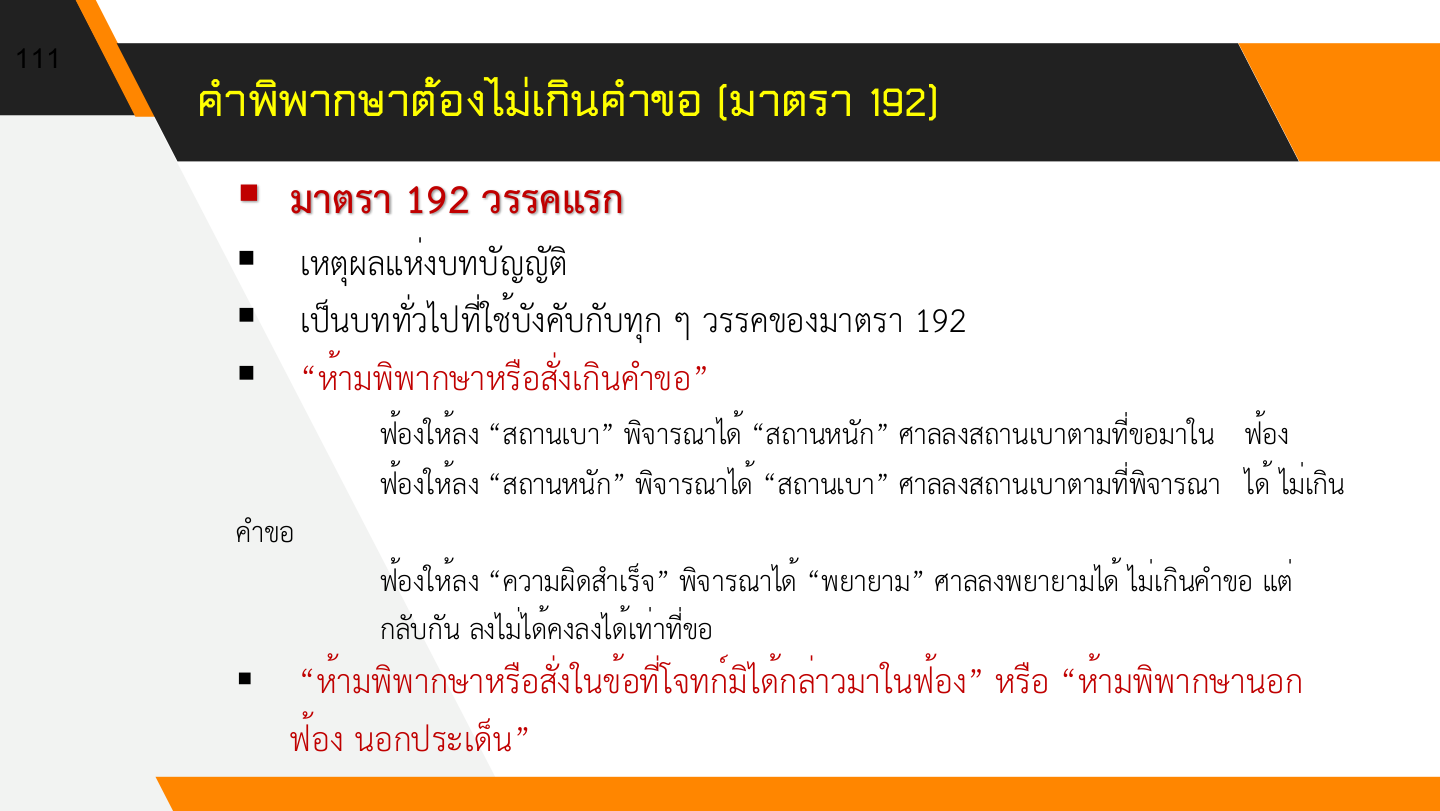 111
คำพิพากษาต้องไม่เกินคำขอ (มาตรา 192)
▪ มาตรา 192 วรรคแรก
▪ เหตุผลแห่งบทบัญญัติ
▪ เป็นบททั่วไปที่ใช้บังคับกับทุก ๆ วรรคของมาตรา 192
▪ “ห้ามพิพากษาหรือสั่งเกินคำขอ”
ฟ้องให้ลง “สถานเบา” พิจารณาได้ “สถานหนัก” ศาลลงสถานเบาตามที่ขอมาใน ฟ้อง
ฟ้องให้ลง “สถานหนัก” พิจารณาได้ “สถานเบา” ศาลลงสถานเบาตามที่พิจารณา ได้ ไม่เกิน
คำขอ
ฟ้องให้ลง “ความผิดสำเร็จ” พิจารณาได้ “พยายาม” ศาลลงพยายามได้ ไม่เกินคำขอ แต่
กลับกัน ลงไม่ได้คงลงได้เท่าที่ขอ
▪ “ห้ามพิพากษาหรือสั่งในข้อที่โจทก์มิได้กล่าวมาในฟ้อง” หรือ “ห้ามพิพากษานอก
ฟ้อง นอกประเด็น”